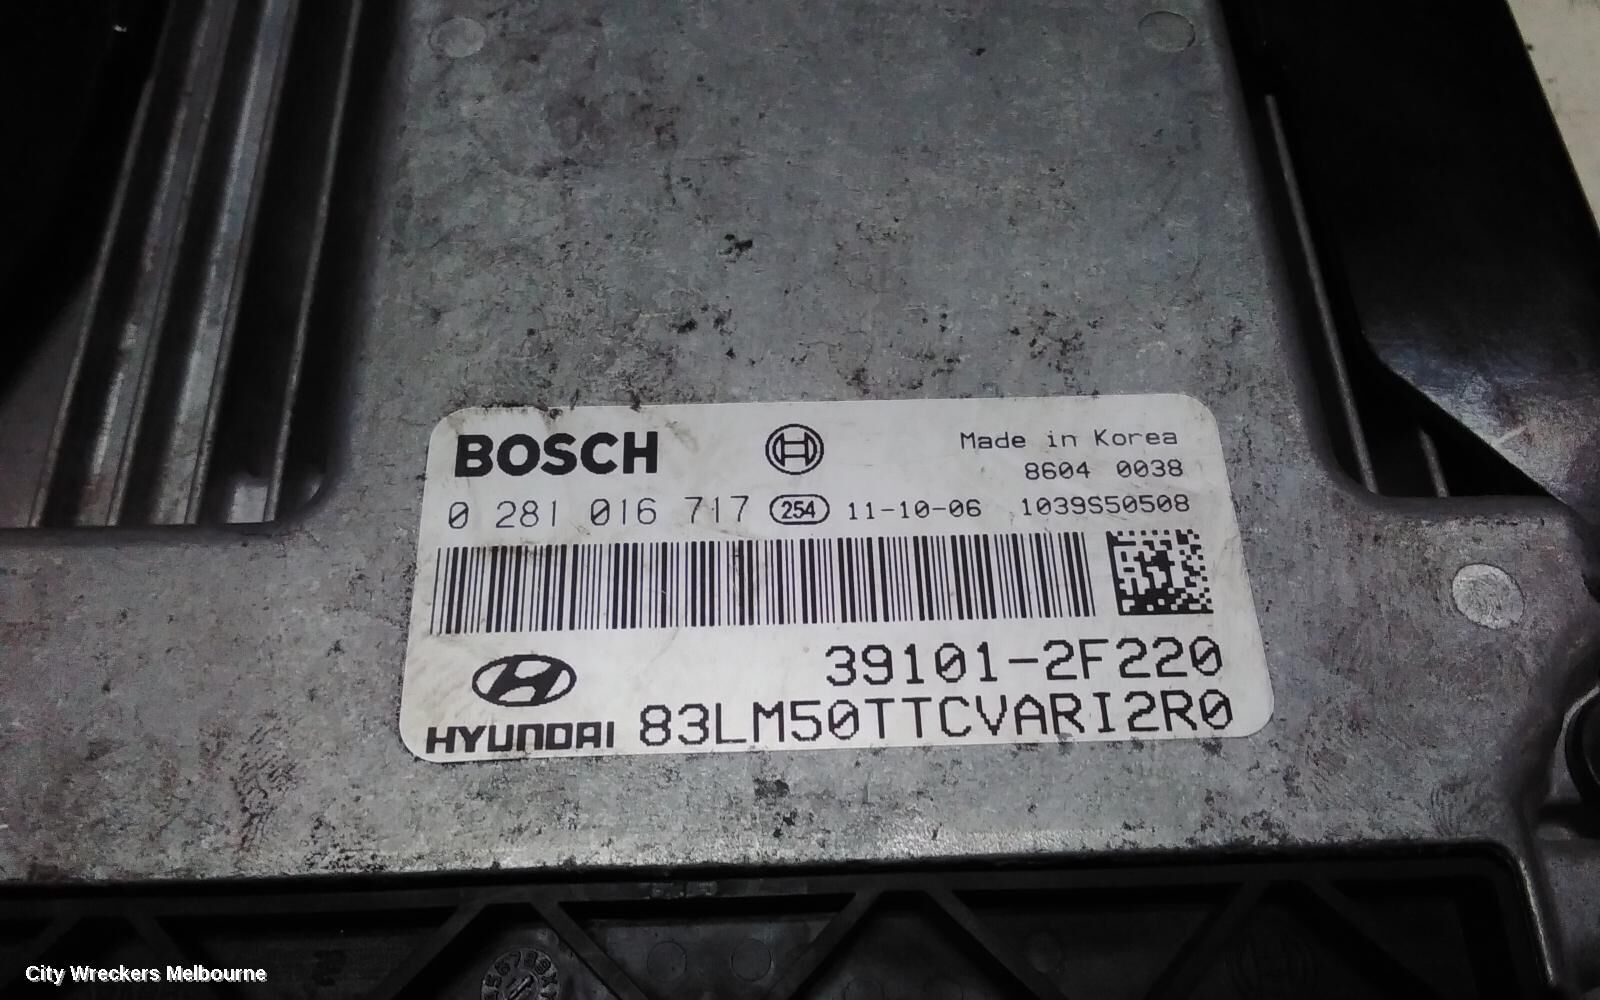 BOSCH
Made in Korea
8604 0038
0 281 016 717 254 11-10-06 1039S50508
39101-2F220
HYUNDAI 83LM50TTCVARI2R0
City Wreckers Melbourne